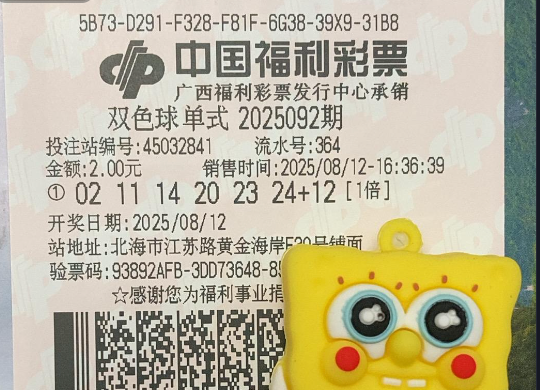 5B73-D291-F328-F81F-6G38-39X9-31B8
中国福利彩票
广西福利彩票发行中心承销
双色球单式 2025092期
投注站编号:45032841 流水号:364
金额:2.00元 销售时间:2025/08/12-16:36:39
① 02 11 14 20 23 24+12 [1倍]
开奖日期:2025/08/12
站地址:北海市江苏路黄金海岸F30号铺面
验票码:93892AFB-3DD73648-8
☆感谢您为福利事业捐